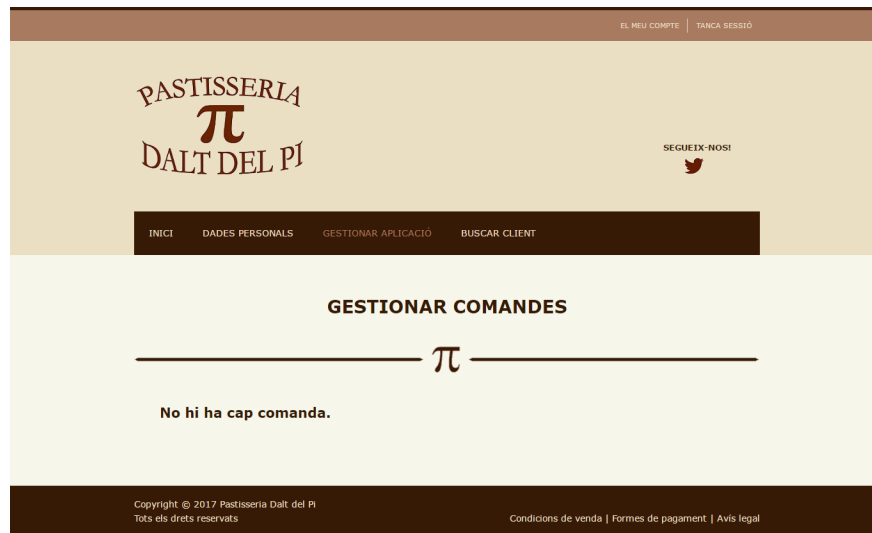 EL MEU COMPTE TANCA SESSIÓ
PASTISSERIA
π
DALT DEL PI
SEGUEIX-NOS!
INICI DADES PERSONALS GESTIONAR APLICACIÓ BUSCAR CLIENT
GESTIONAR COMANDES
π
No hi ha cap comanda.
Copyright © 2017 Pastisseria Dalt del Pi
Tots els drets reservats
Condicions de venda | Formes de pagament | Avís legal